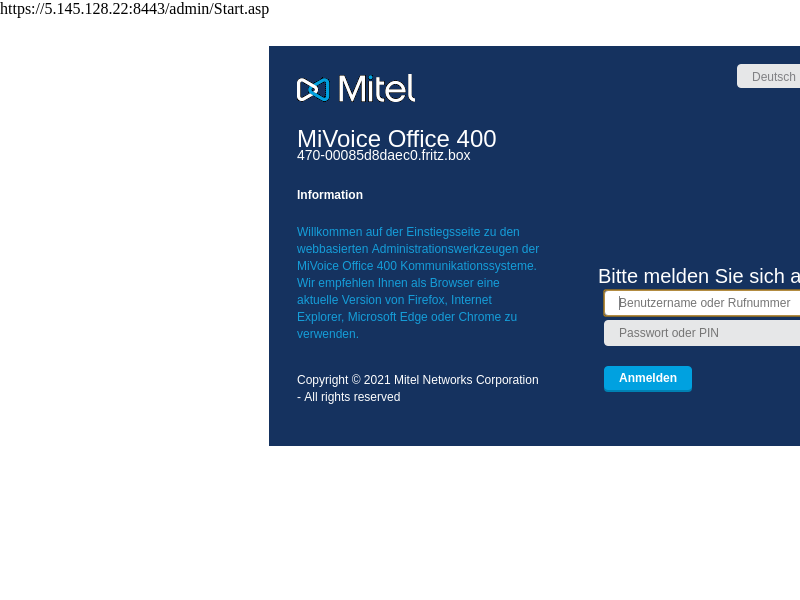 https://5.145.128.22:8443/admin/Start.asp
Mitel
Deutsch
MiVoice Office 400
470-00085d8daec0.fritz.box
Information
Willkommen auf der Einstiegsseite zu den
webbasierten Administrationswerkzeugen der
MiVoice Office 400 Kommunikationssysteme.
Wir empfehlen Ihnen als Browser eine
aktuelle Version von Firefox, Internet
Explorer, Microsoft Edge oder Chrome zu
verwenden.
Copyright © 2021 Mitel Networks Corporation
- All rights reserved
Bitte melden Sie sich a
Benutzername oder Rufnummer
Passwort oder PIN
Anmelden